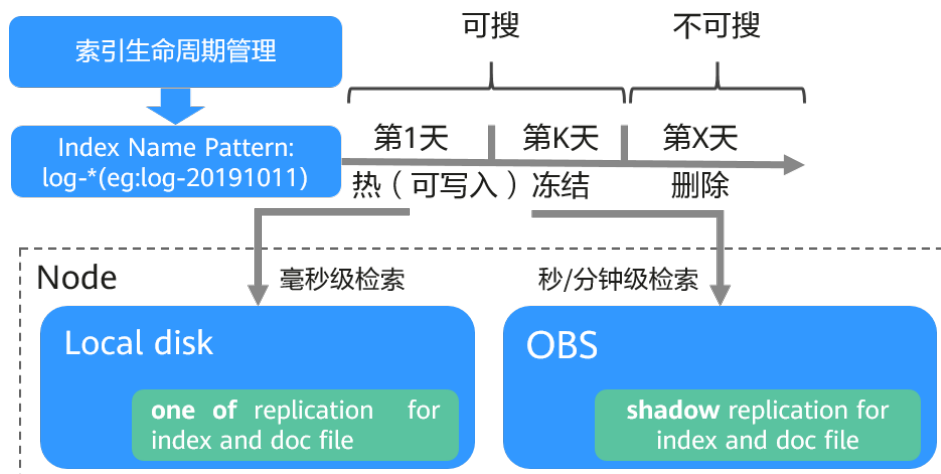 索引生命周期管理
可搜
不可搜
Index Name Pattern:
log-*(eg:log-20191011)
第1天
第K天
第X天
热（可写入）
冻结
删除
Node
毫秒级检索
秒/分钟级检索
Local disk
OBS
one of replication for
index and doc file
shadow replication for
index and doc file